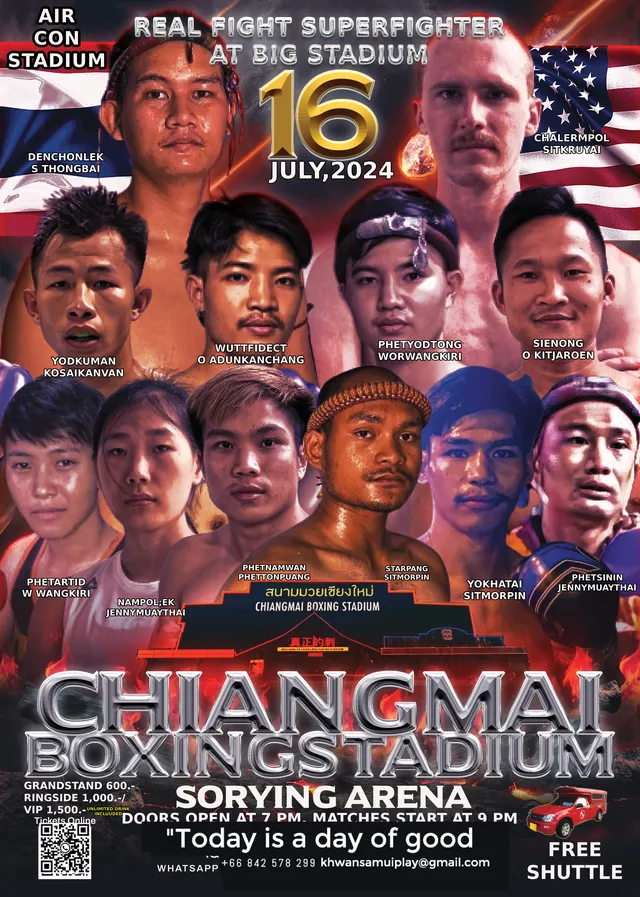 AIR
CON
STADIUM
REAL FIGHT SUPERFIGHTER
AT BIG STADIUM
16
JULY,2024
DENCHONLEK
S THONGBAI
CHALERMPOL
SITKRUYAI
YODKUMAN
KOSAIKANVAN
WUTTFIDECT
O ADUNKANCHANG
PHETYODTONG
WORWANGKIRI
SIENONG
O KITJAROEN
PHETARTID
W WANGKIRI
NAMPOL;EK
JENNYMUAYTHAI
PHETNAMWAN
PHETTONPUANG
STARPANG
SITMORPIN
YOKHATAI
SITMORPIN
PHETSININ
JENNYMUAYTHAI
สนามมวยเชียงใหม่
CHIANGMAI BOXING STADIUM
CHIANGMAI
BOXINGSTADIUM
GRANDSTAND 600.-
RINGSIDE 1,000.-/
VIP 1,500.-
UNLIMITED DRINK
INCLUUDED
Tickets Online
SORYING ARENA
DOORS OPEN AT 7 PM. MATCHES START AT 9 PM
"Today is a day of good
WHATSAPP +66 842 578 299 khwansamuiplay@gmail.com
FREE
SHUTTLE